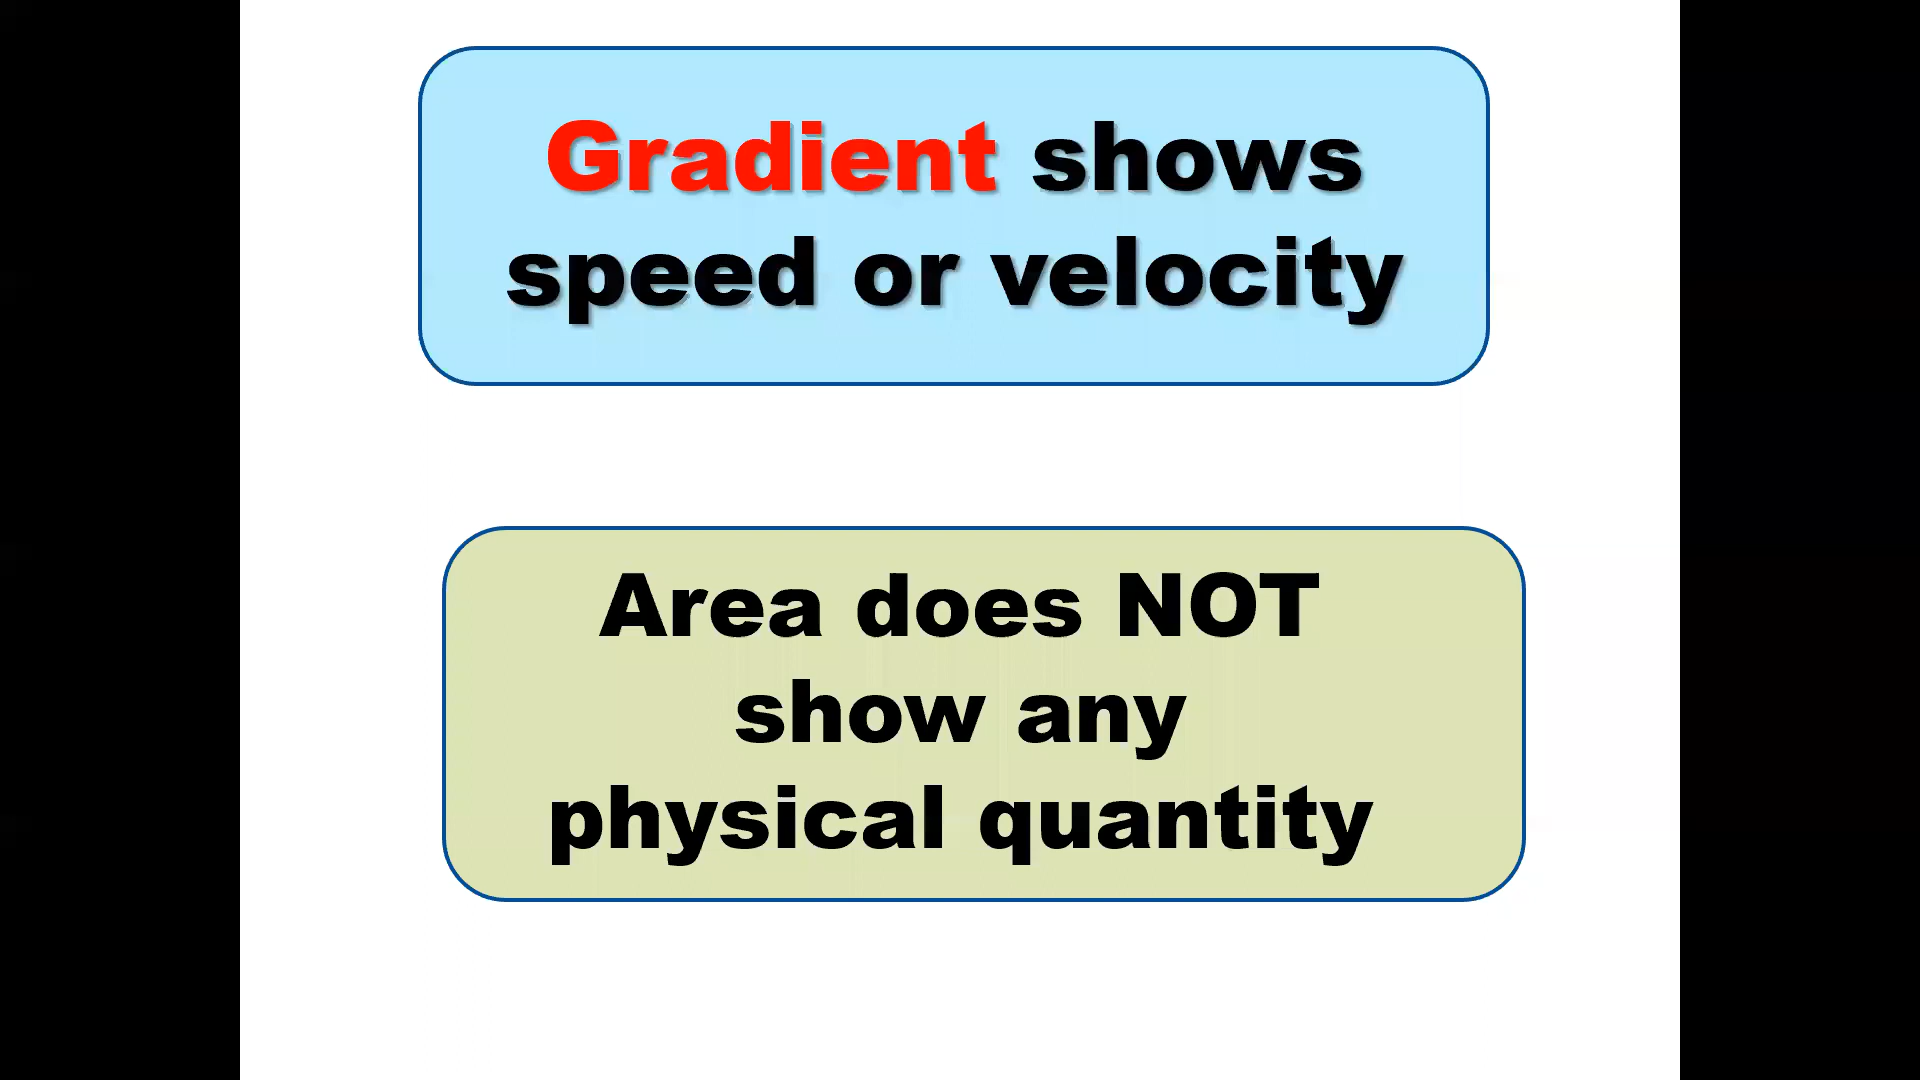 Gradient shows
speed or velocity
Area does NOT
show any
physical quantity